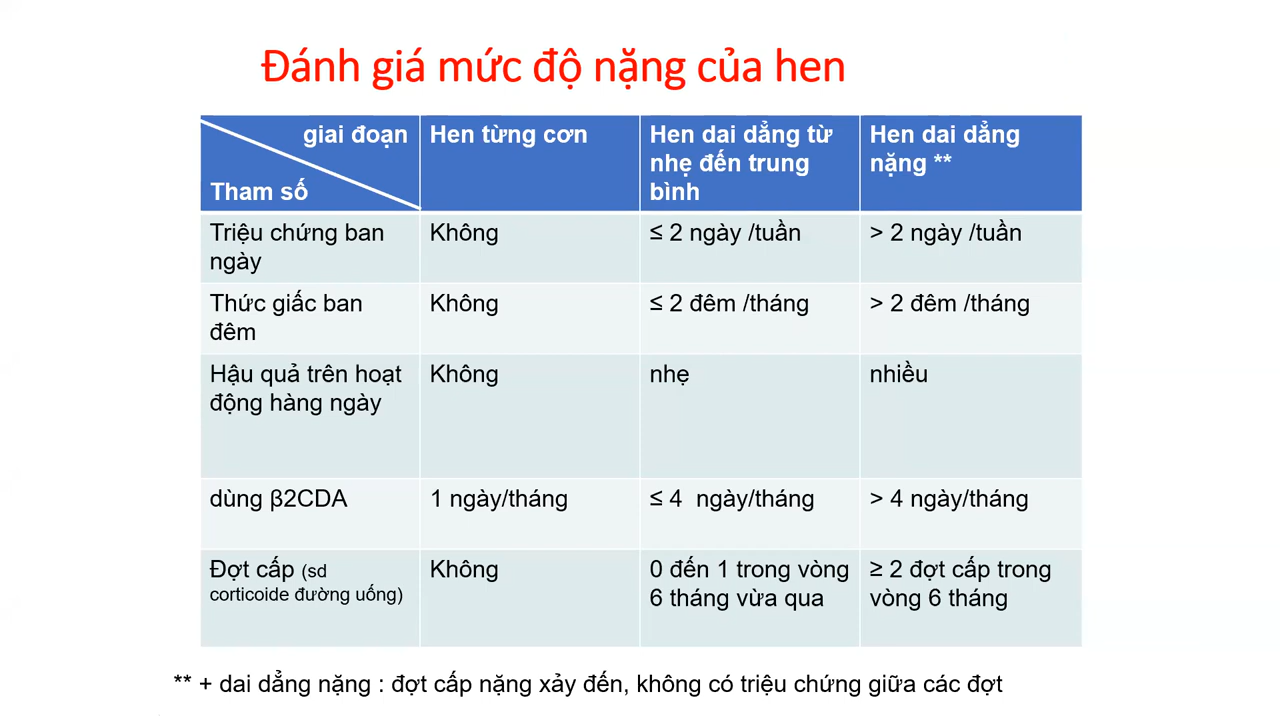 Đánh giá mức độ nặng của hen
giai đoạn
Tham số
Hen từng cơn
Hen dai dẳng từ
nhẹ đến trung
bình
Hen dai dẳng
nặng **
Triệu chứng ban
ngày
Không
≤ 2 ngày /tuần
> 2 ngày /tuần
Thức giấc ban
đêm
Không
≤ 2 đêm /tháng
> 2 đêm /tháng
Hậu quả trên hoạt
động hàng ngày
Không
nhẹ
nhiều
dùng β2CDA
1 ngày/tháng
≤ 4 ngày/tháng
> 4 ngày/tháng
Đợt cấp (sd
corticoide đường uống)
Không
0 đến 1 trong vòng
6 tháng vừa qua
≥ 2 đợt cấp trong
vòng 6 tháng
** + dai dẳng nặng : đợt cấp nặng xảy đến, không có triệu chứng giữa các đợt